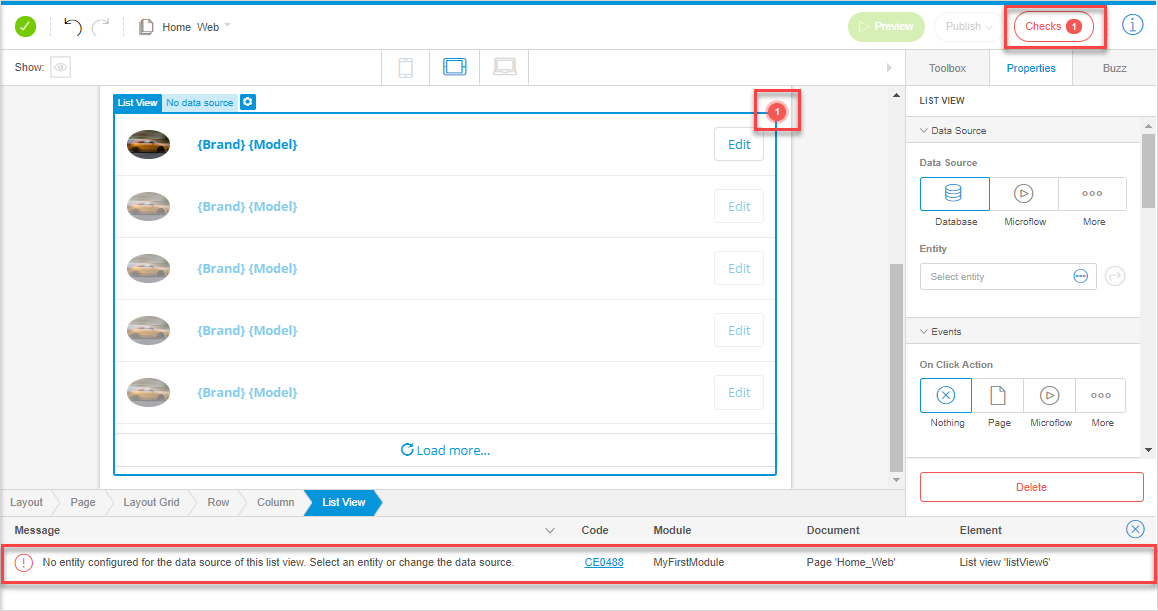 Home Web Preview Publish Checks 1
Show: Toolbox Properties Buzz
List View No data source 1
{Brand} {Model} Edit
{Brand} {Model} Edit
{Brand} {Model} Edit
{Brand} {Model} Edit
{Brand} {Model} Edit
Load more...
LIST VIEW
Data Source
Data Source
Database Microflow More
Entity
Select entity
Events
On Click Action
Nothing Page Microflow More
Delete
Layout Page Layout Grid Row Column List View
Message Code Module Document Element
No entity configured for the data source of this list view. Select an entity or change the data source. CE0488 MyFirstModule Page 'Home_Web' List view 'listView6'